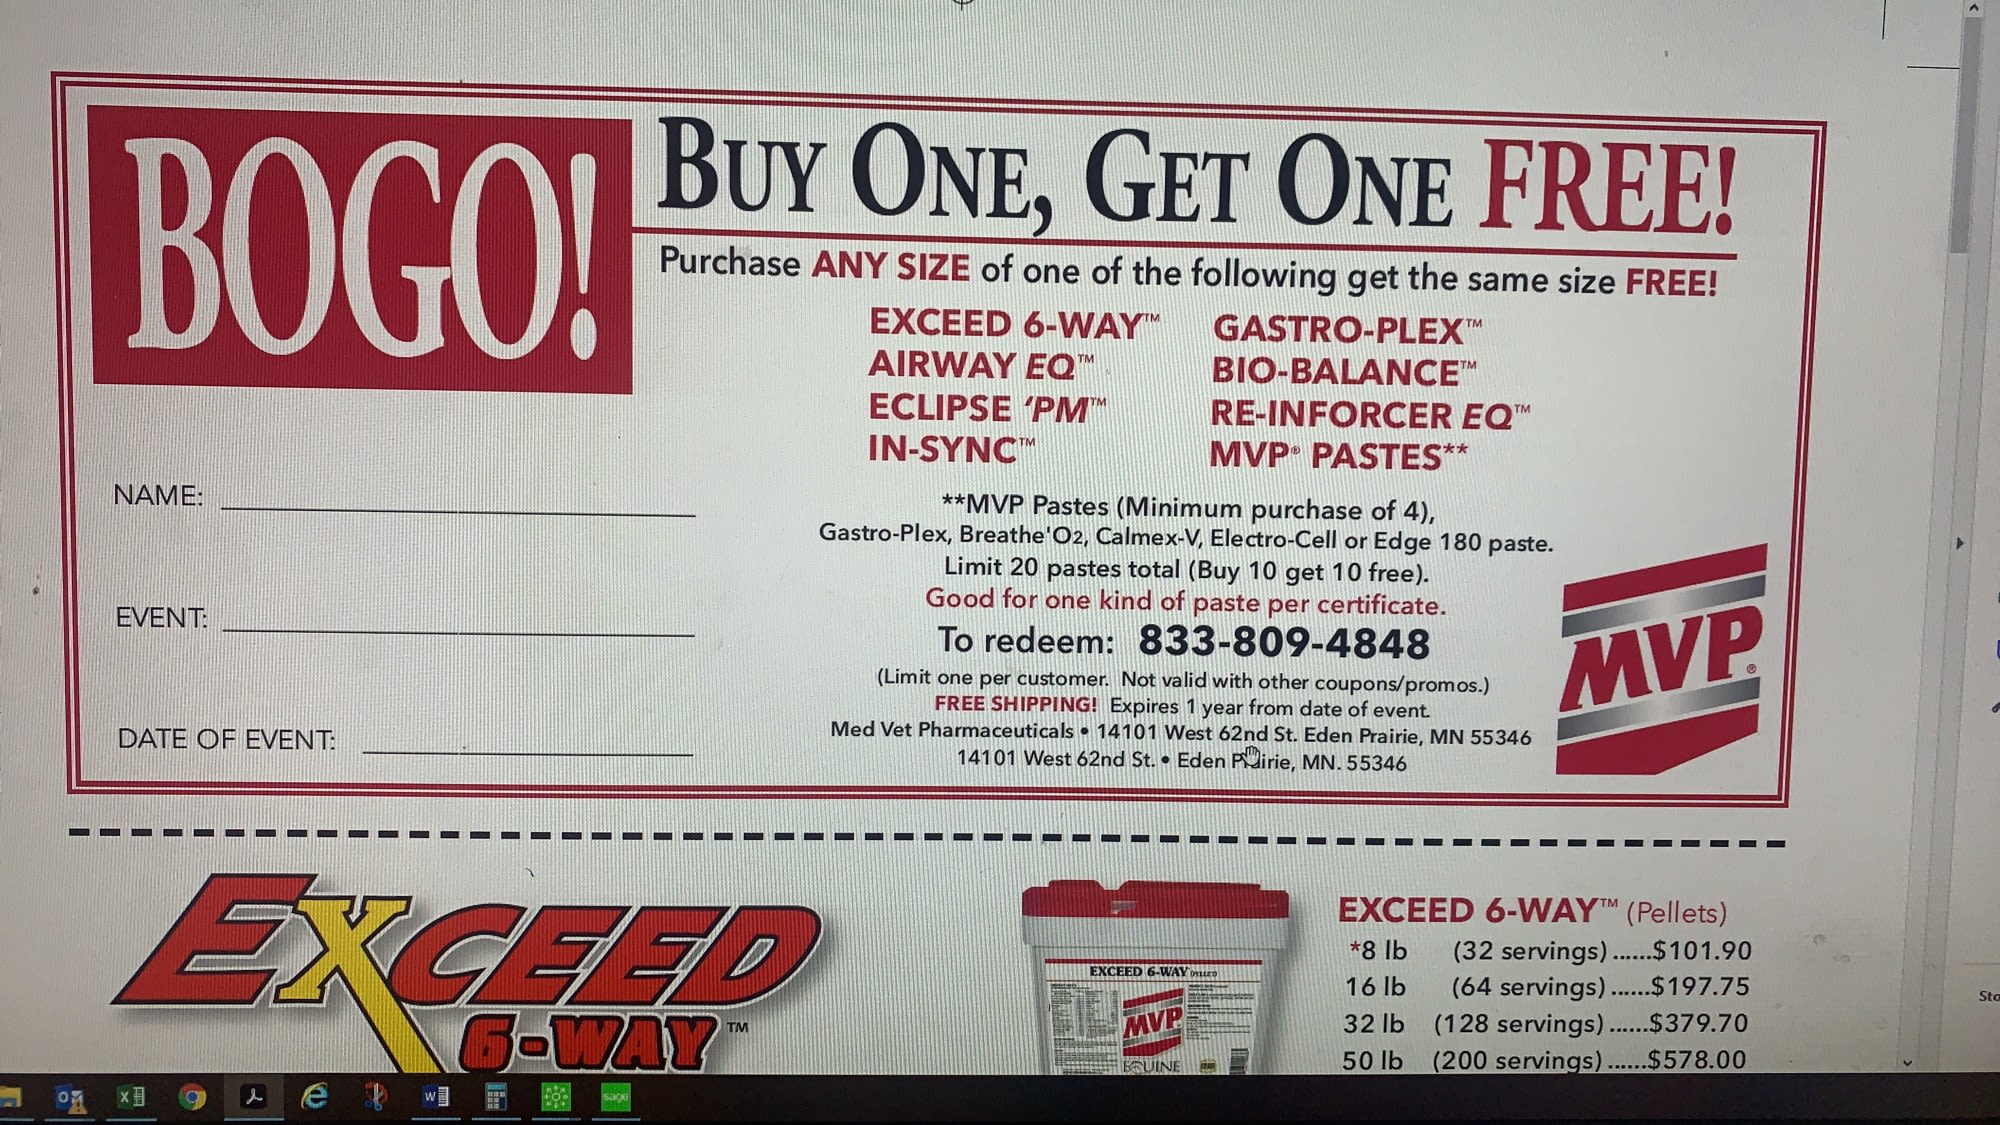 BOGO!
BUY ONE, GET ONE FREE!
Purchase ANY SIZE of one of the following get the same size FREE!
EXCEED 6-WAY™ GASTRO-PLEX™
AIRWAY EQ™ BIO-BALANCE™
ECLIPSE 'PM™ RE-INFORCER EQ™
IN-SYNC™ MVP® PASTES**
NAME:
EVENT:
DATE OF EVENT:
**MVP Pastes (Minimum purchase of 4),
Gastro-Plex, Breathe'O2, Calmex-V, Electro-Cell or Edge 180 paste.
Limit 20 pastes total (Buy 10 get 10 free).
Good for one kind of paste per certificate.
To redeem: 833-809-4848
(Limit one per customer. Not valid with other coupons/promos.)
FREE SHIPPING! Expires 1 year from date of event.
Med Vet Pharmaceuticals • 14101 West 62nd St. Eden Prairie, MN 55346
14101 West 62nd St. • Eden Prairie, MN. 55346
MVP®
EXCEED
6-WAY™
EXCEED 6-WAY
MVP
EQUINE
EXCEED 6-WAY™ (Pellets)
*8 lb (32 servings) ......$101.90
16 lb (64 servings) ......$197.75
32 lb (128 servings) ......$379.70
50 lb (200 servings) ......$578.00
Sto
sage